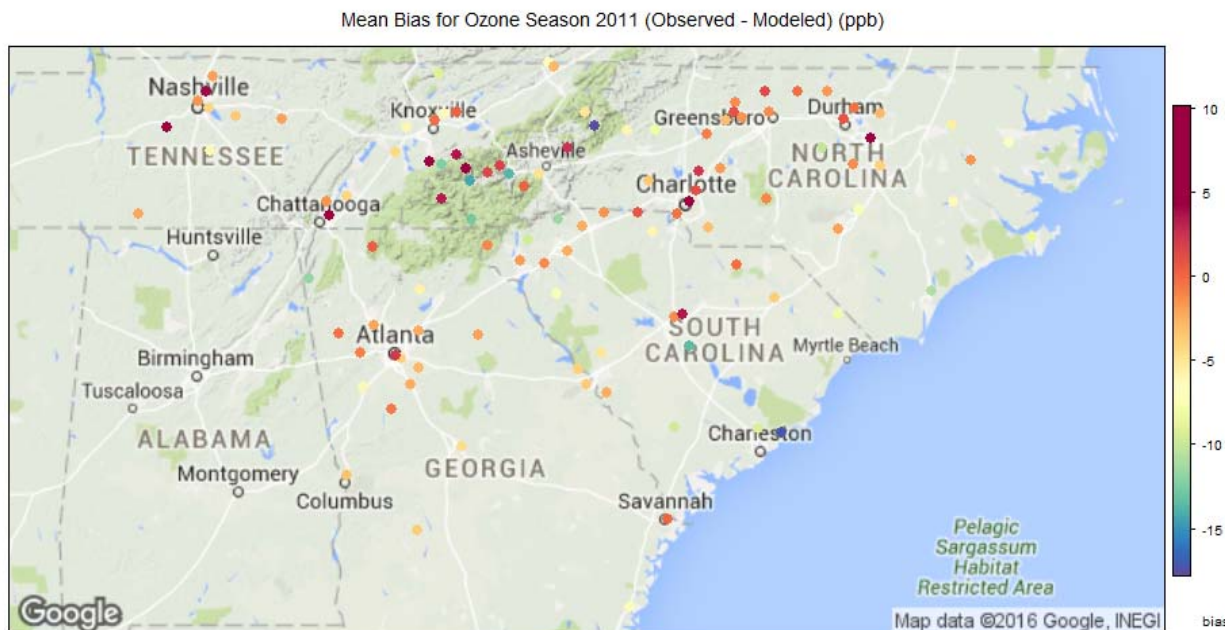 Mean Bias for Ozone Season 2011 (Observed - Modeled) (ppb)
Nashville
Knoxville
Greensboro
Durham
TENNESSEE
Asheville
NORTH
CAROLINA
Charlotte
Chattanooga
Huntsville
Atlanta
SOUTH
CAROLINA
Myrtle Beach
Birmingham
Tuscaloosa
ALABAMA
Charleston
GEORGIA
Montgomery
Columbus
Savannah
Pelagic
Sargassum
Habitat
Restricted Area
Google
Map data ©2016 Google, INEGI
10
5
0
-5
-10
-15
bias